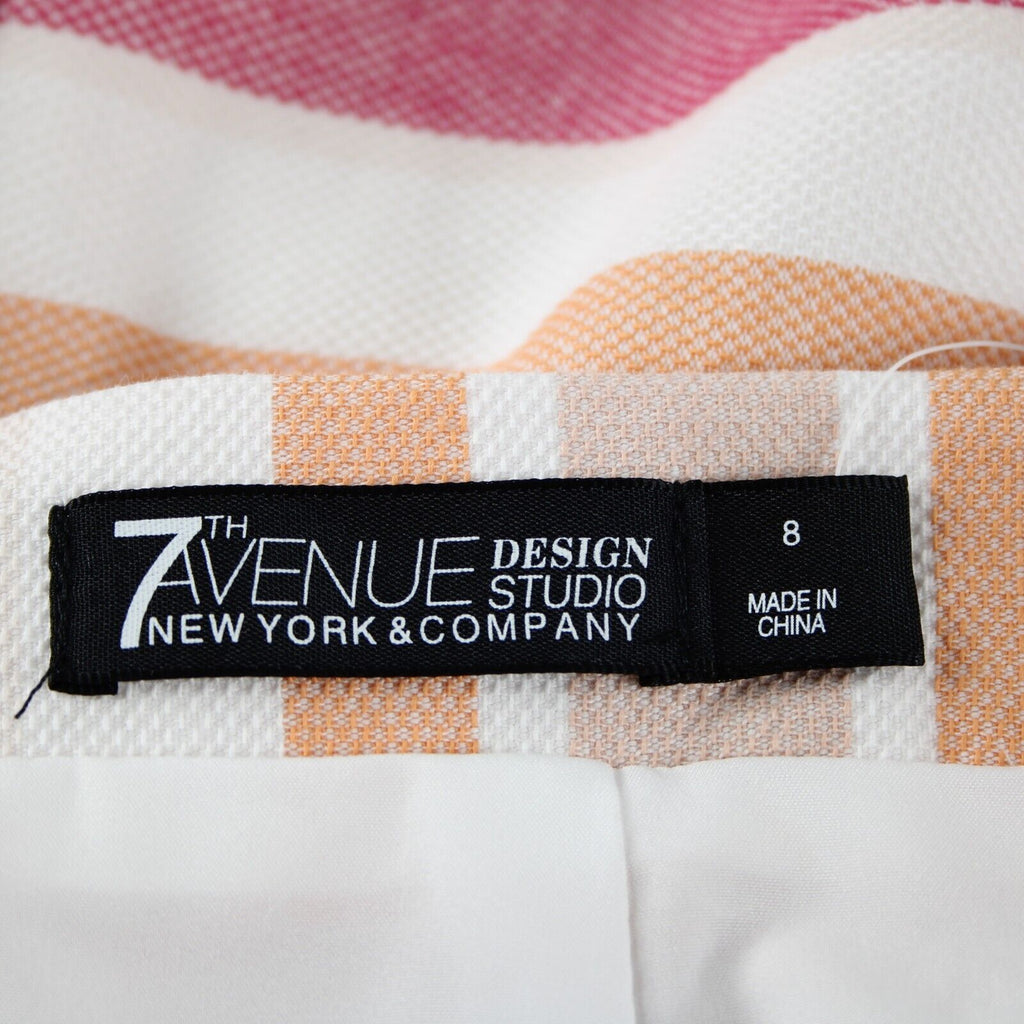 7TH
AVENUE
DESIGN
STUDIO
NEW YORK & COMPANY
8
MADE IN
CHINA